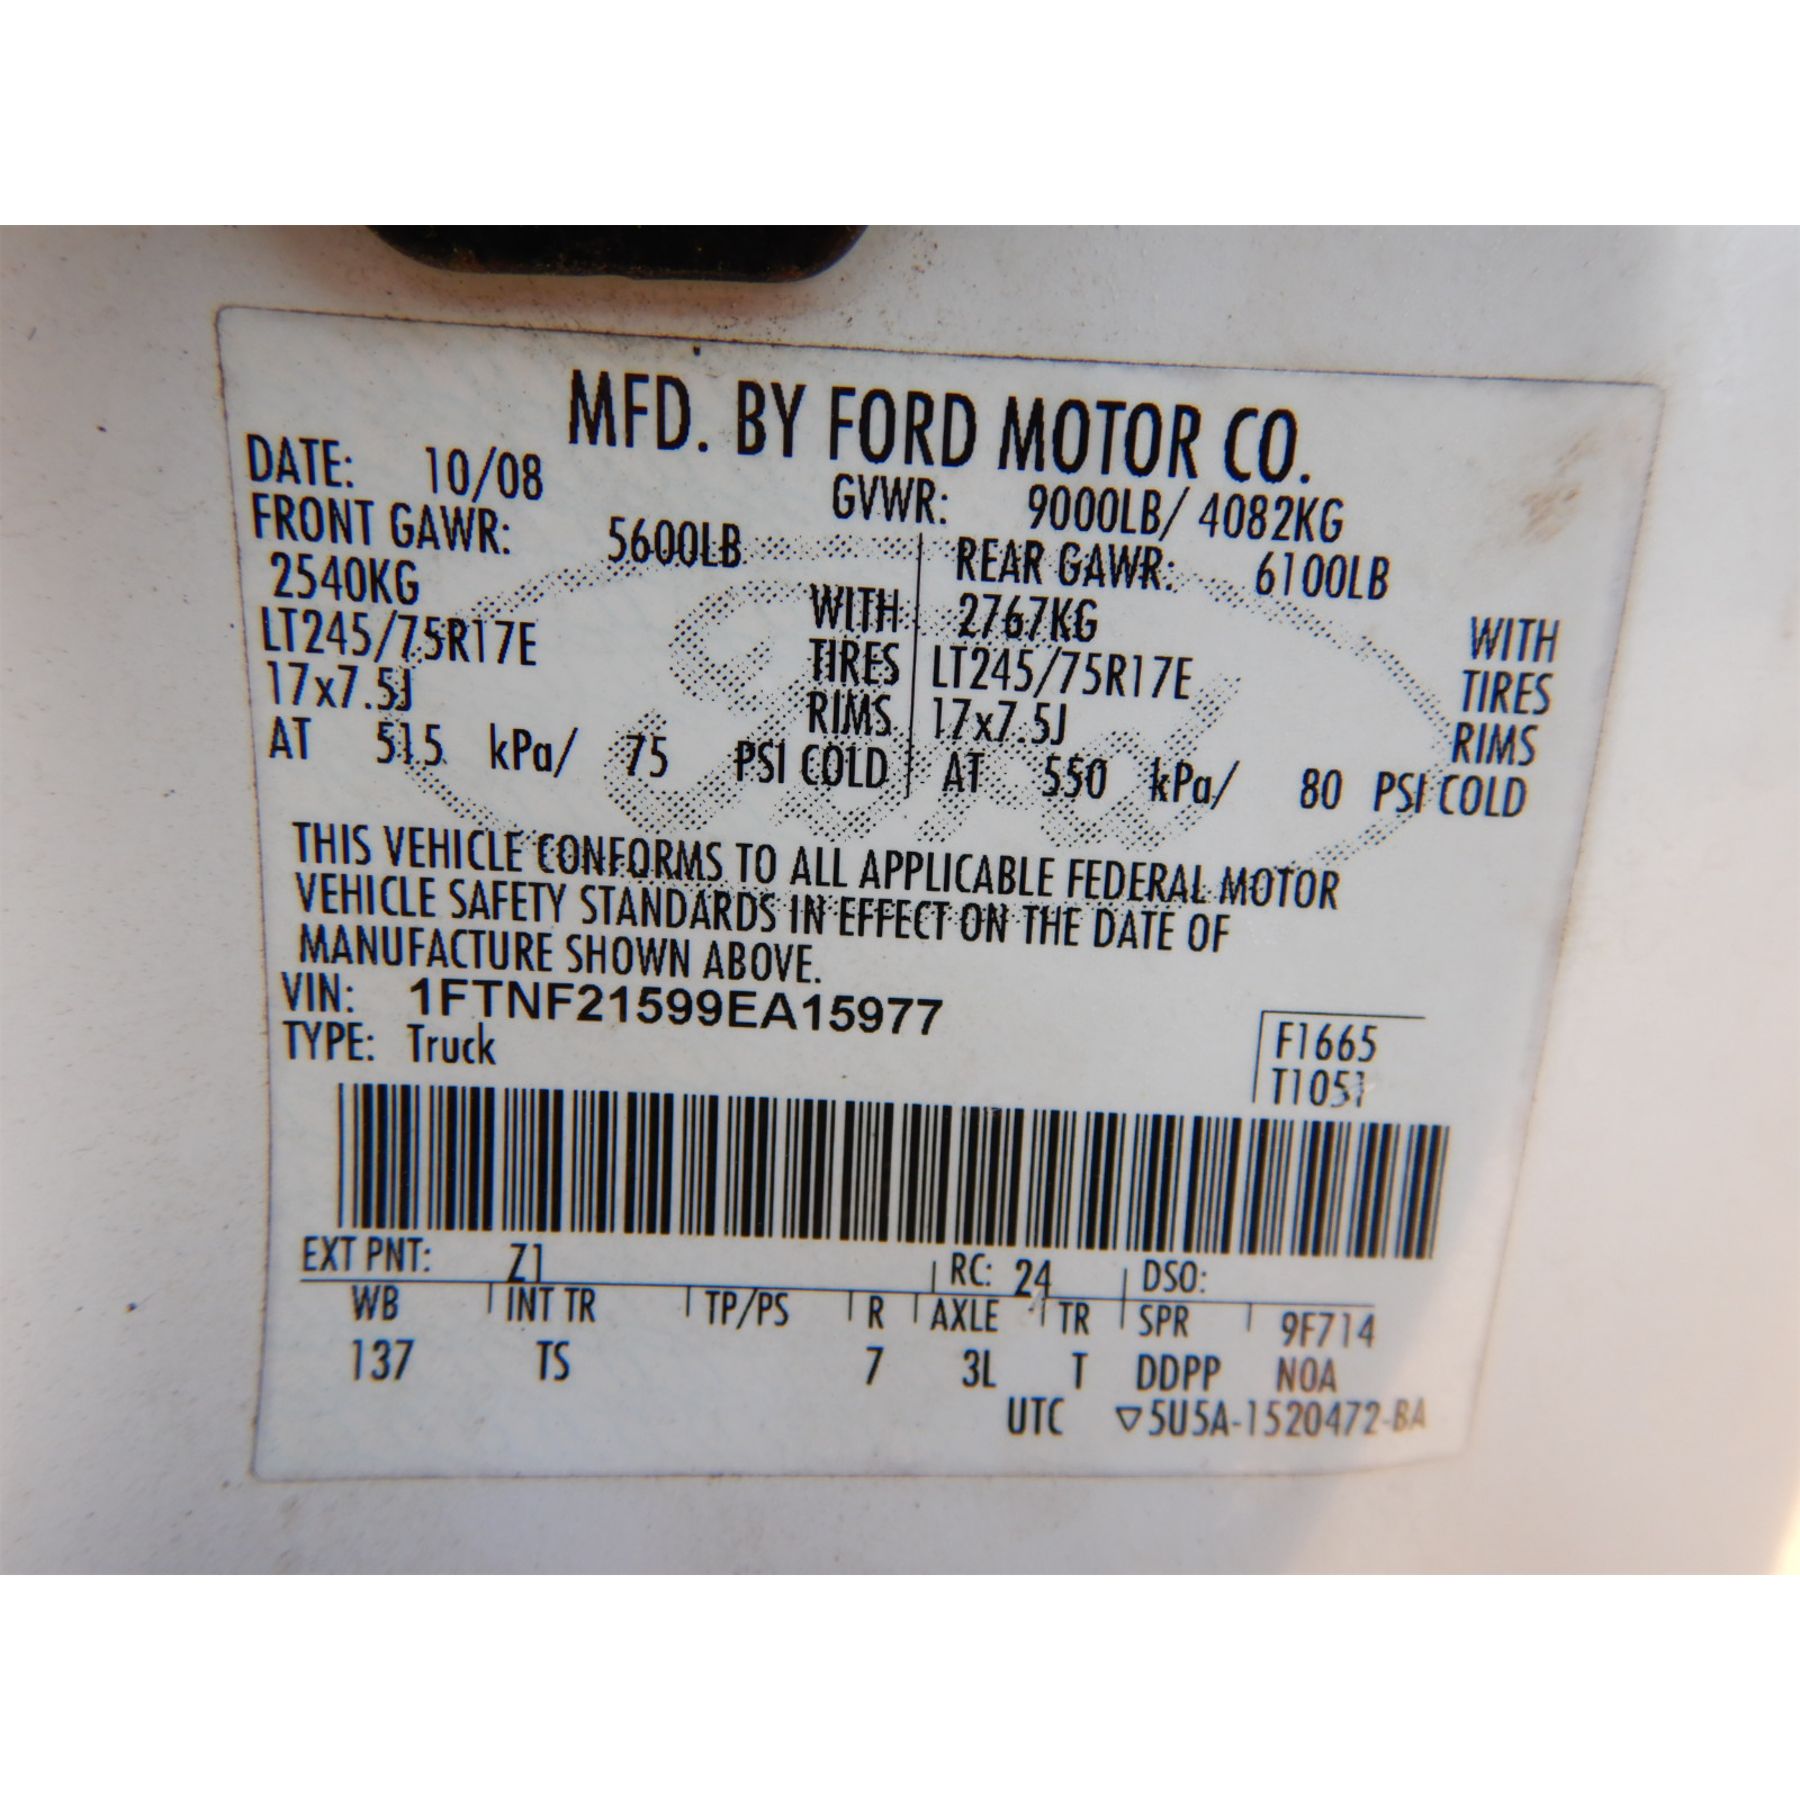 MFD. BY FORD MOTOR CO.
DATE: 10/08 GVWR: 9000LB/ 4082KG
FRONT GAWR: 5600LB REAR GAWR: 6100LB
2540KG WITH 2767KG WITH
LT245/75R17E TIRES LT245/75R17E TIRES
17x7.5J RIMS 17x7.5J RIMS
AT 515 kPa/ 75 PSI COLD AT 550 kPa/ 80 PSI COLD
THIS VEHICLE CONFORMS TO ALL APPLICABLE FEDERAL MOTOR
VEHICLE SAFETY STANDARDS IN EFFECT ON THE DATE OF
MANUFACTURE SHOWN ABOVE.
VIN: 1FTNF21599EA15977
TYPE: Truck
F1665
T1051
EXT PNT: Z1 RC: 24 DSO:
WB INT TR TP/PS R AXLE TR SPR 9F714
137 TS 7 3L T DDPP NOA
UTC ▽5U5A-1520472-BA
Ford